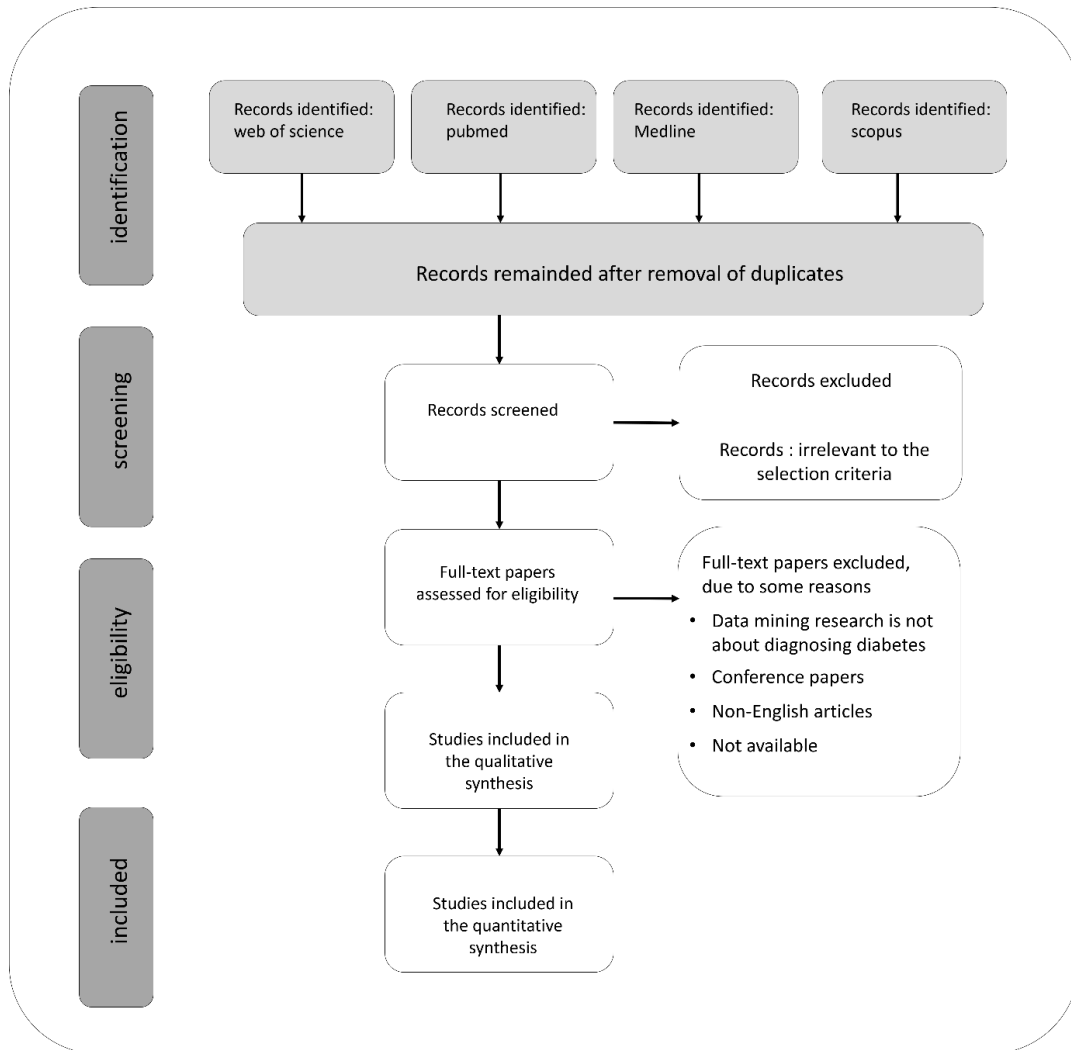 identification
Records identified:
web of science
Records identified:
pubmed
Records identified:
Medline
Records identified:
scopus
Records remainded after removal of duplicates
screening
Records screened
Records excluded
Records : irrelevant to the
selection criteria
eligibility
Full-text papers
assessed for eligibility
Full-text papers excluded,
due to some reasons
• Data mining research is not
about diagnosing diabetes
• Conference papers
• Non-English articles
• Not available
Studies included in
the qualitative
synthesis
included
Studies included in
the quantitative
synthesis